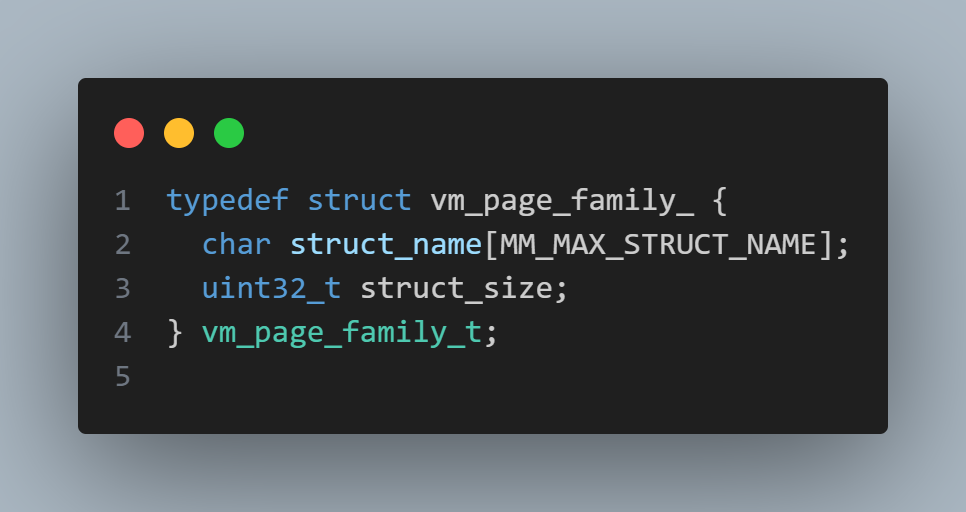 1 typedef struct vm_page_family_ {
2   char struct_name[MM_MAX_STRUCT_NAME];
3   uint32_t struct_size;
4 } vm_page_family_t;
5